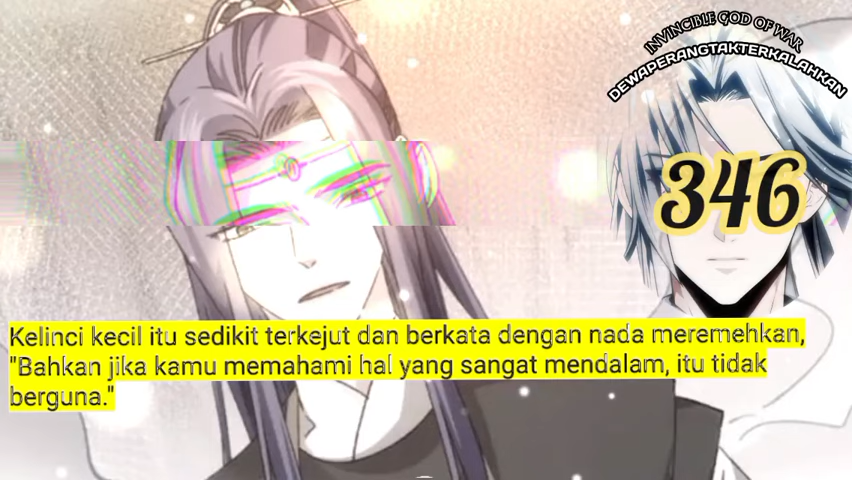 INVINCIBLE GOD OF WAR
DEWAPERANGTAKTERKALAHKAN
346
Kelinci kecil itu sedikit terkejut dan berkata dengan nada meremehkan,
"Bahkan jika kamu memahami hal yang sangat mendalam, itu tidak
berguna."